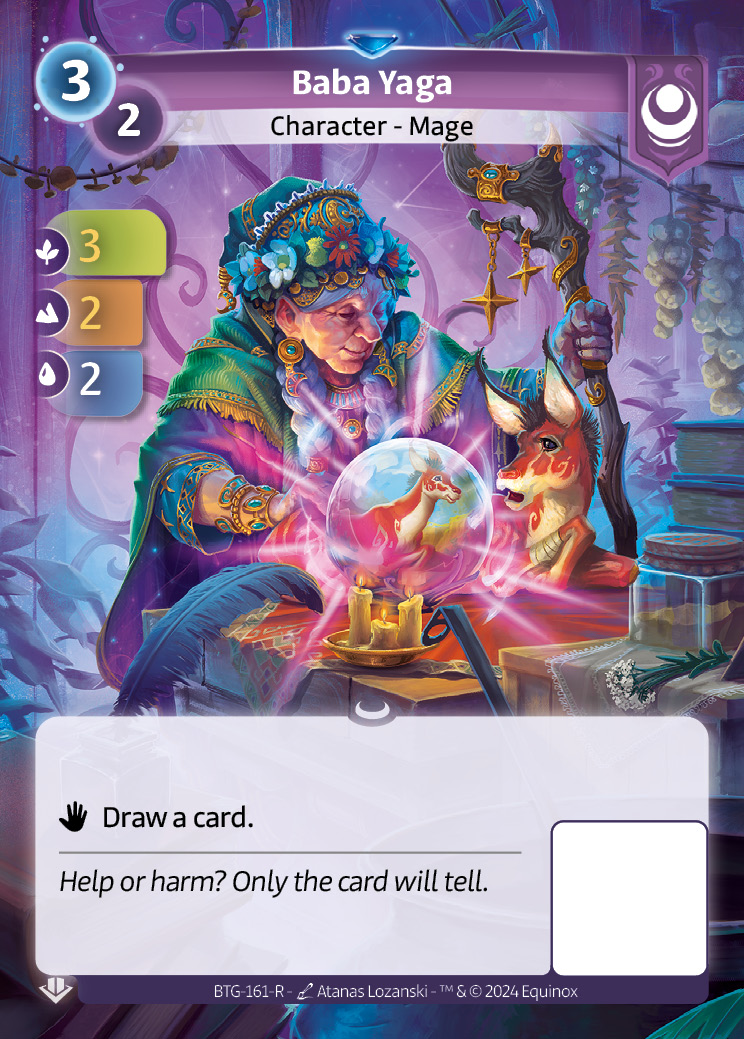 3
Baba Yaga
2
Character - Mage
3
2
2
Draw a card.
Help or harm? Only the card will tell.
BTG-161-R - Atanas Lozanski - ™ & © 2024 Equinox